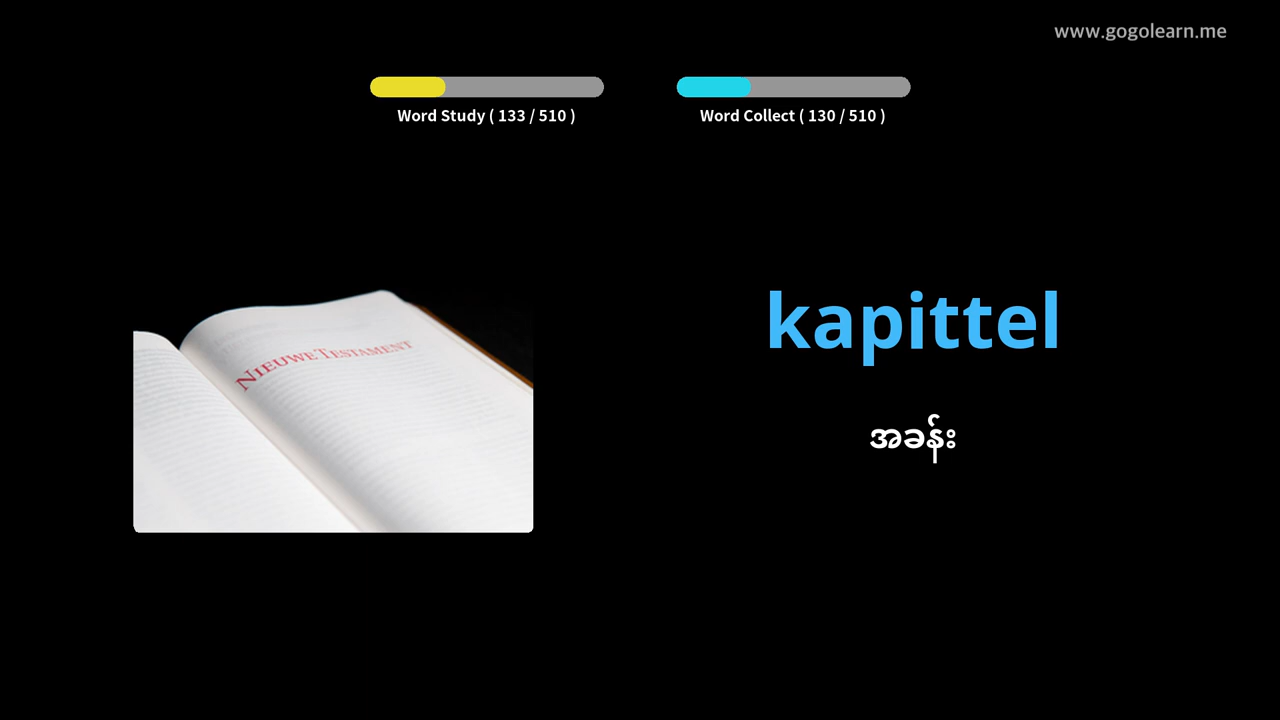 www.gogolearn.me
Word Study ( 133 / 510 )
Word Collect ( 130 / 510 )
NIEUWE TESTAMENT
kapittel
အခန်း